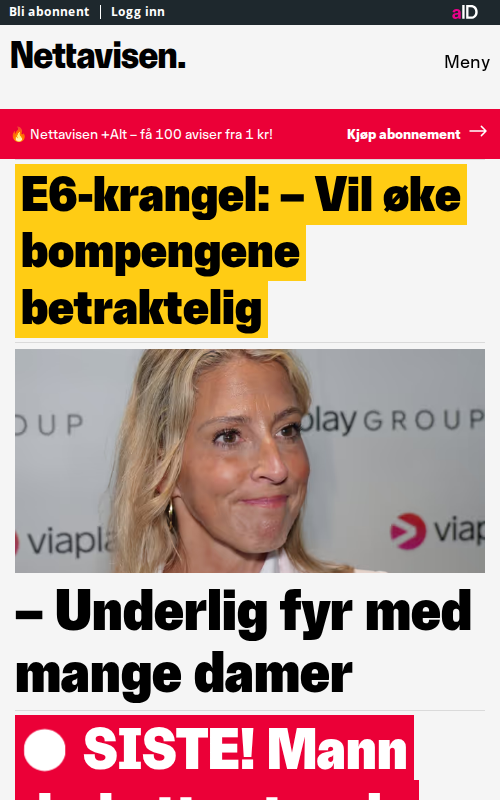 Bli abonnent | Logg inn
aID
Nettavisen.
Meny
Nettavisen +Alt – få 100 aviser fra 1 kr!
Kjøp abonnement →
E6-krangel: – Vil øke
bompengene
betraktelig
OUP
play GROUP
viapla
viap
– Underlig fyr med
mange damer
SISTE! Mann